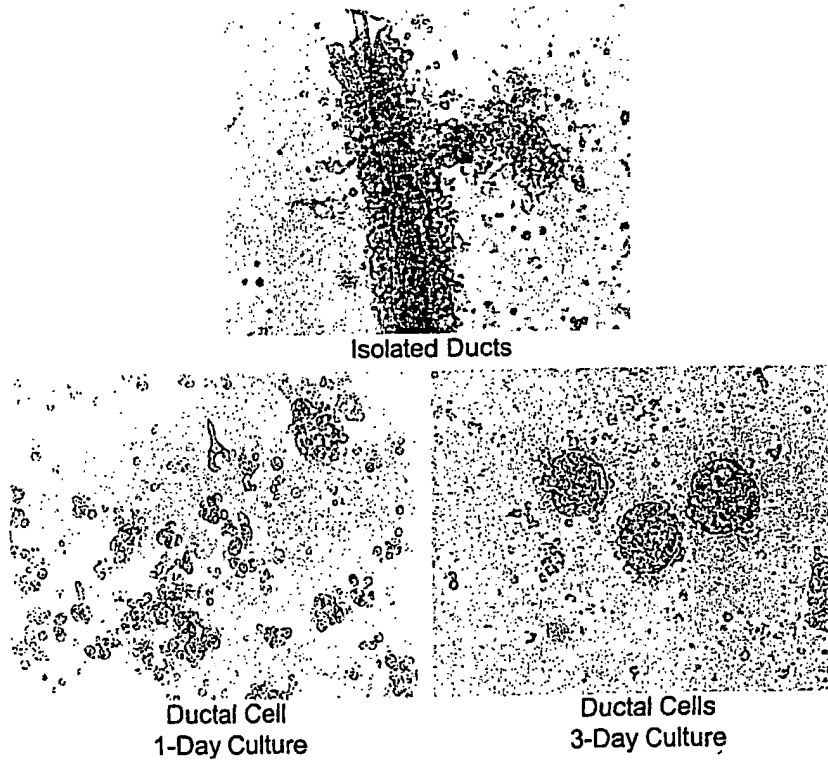 Isolated Ducts
Ductal Cell
1-Day Culture
Ductal Cells
3-Day Culture